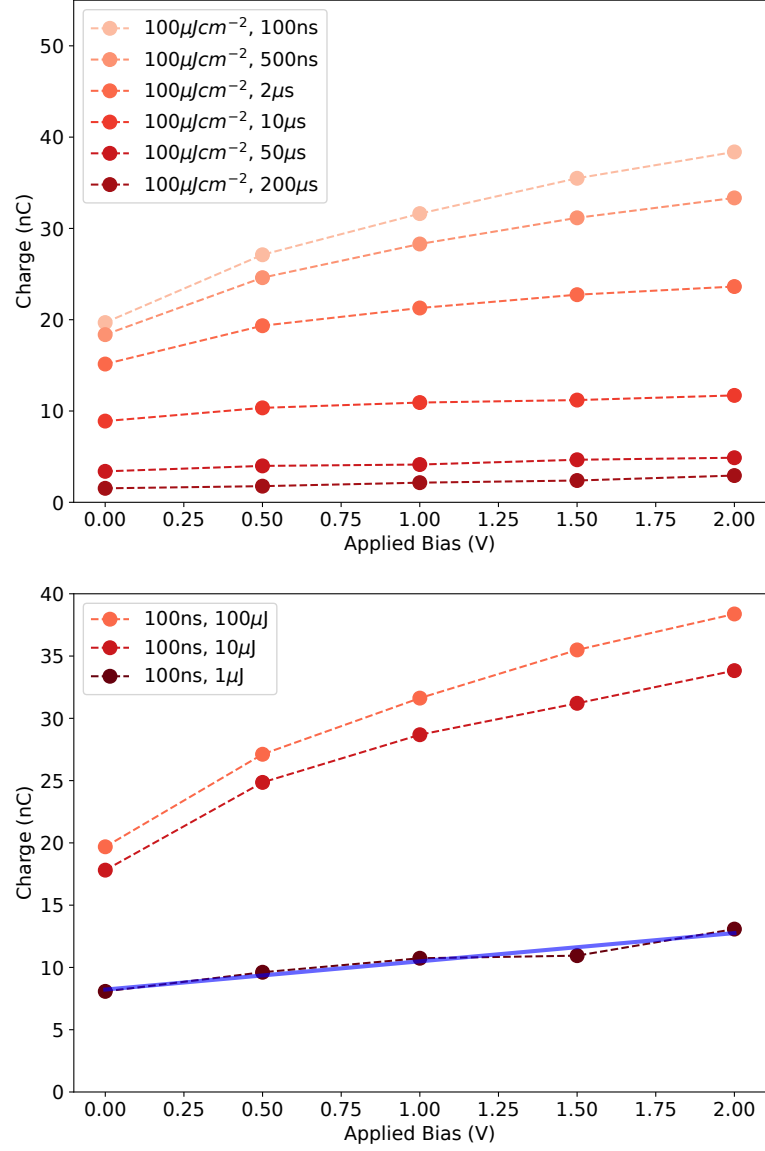 100μJcm⁻², 100ns
100μJcm⁻², 500ns
100μJcm⁻², 2μs
100μJcm⁻², 10μs
100μJcm⁻², 50μs
100μJcm⁻², 200μs
50
40
30
20
10
0
Charge (nC)
0.00 0.25 0.50 0.75 1.00 1.25 1.50 1.75 2.00
Applied Bias (V)
100ns, 100μJ
100ns, 10μJ
100ns, 1μJ
40
35
30
25
20
15
10
5
0
Charge (nC)
0.00 0.25 0.50 0.75 1.00 1.25 1.50 1.75 2.00
Applied Bias (V)